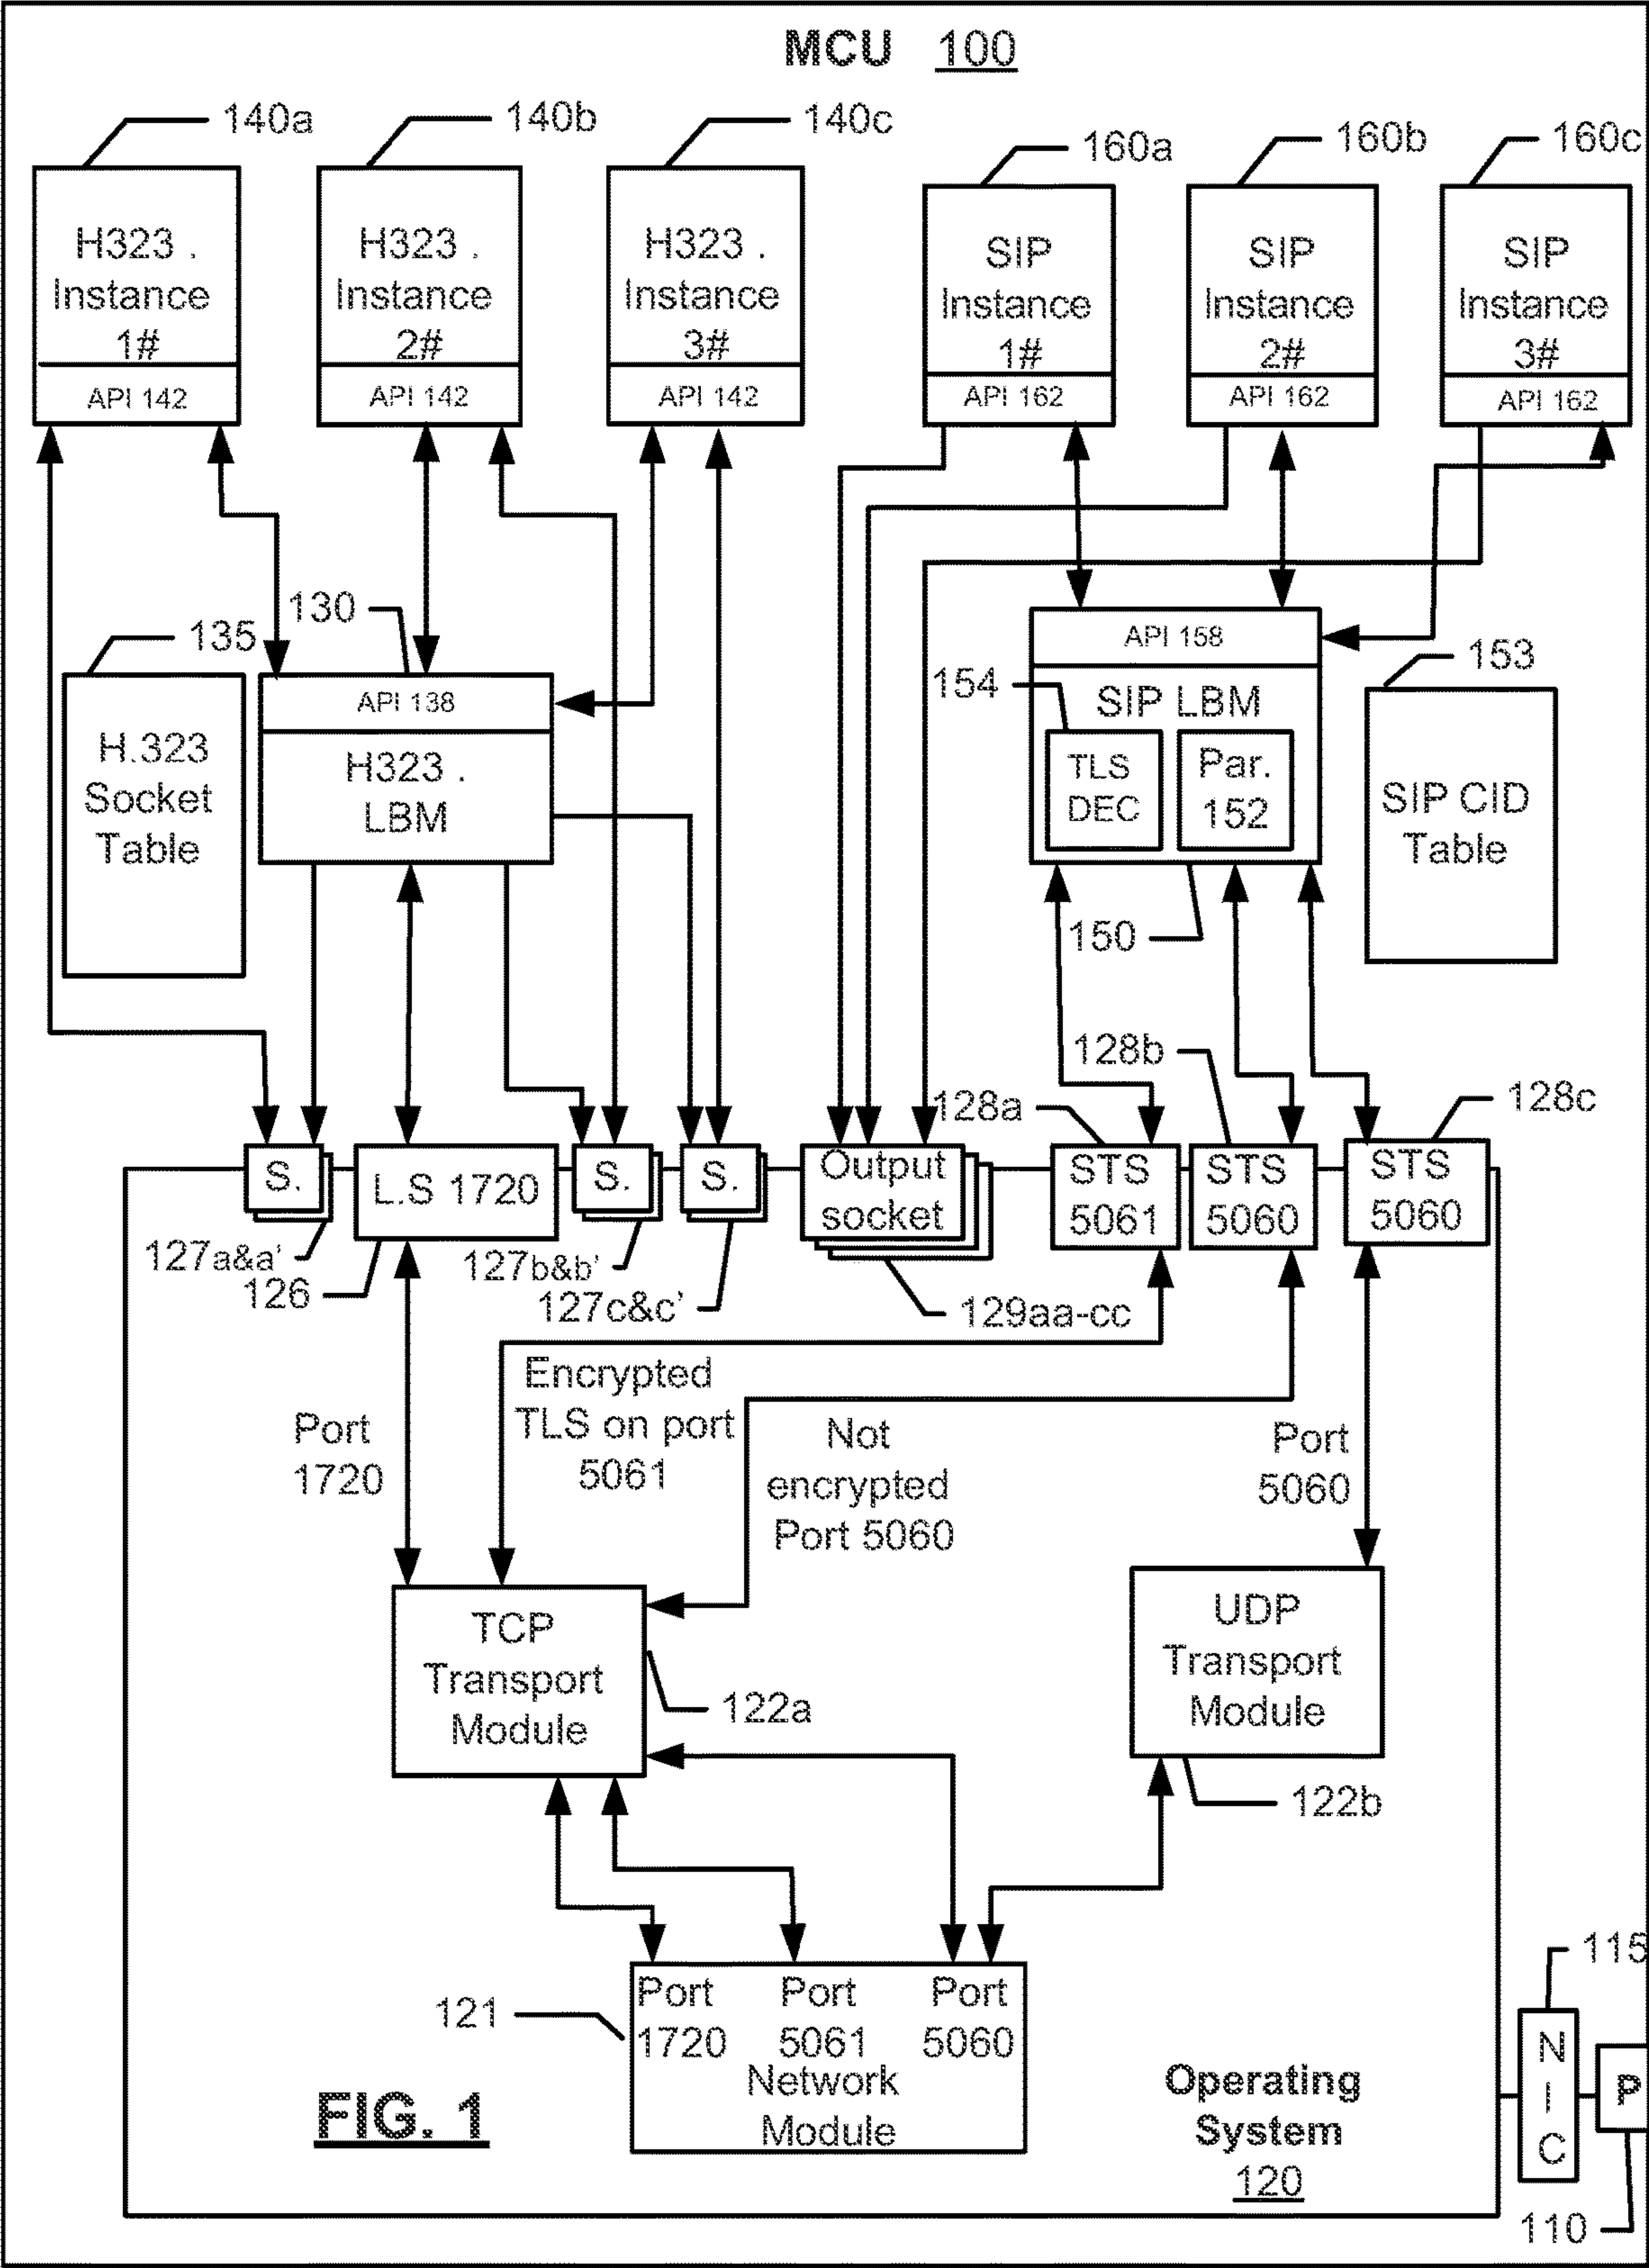 MCU 100
140a
140b
140c
160a
160b
160c
H323 .
Instance
1#
API 142
H323 .
Instance
2#
API 142
H323 .
Instance
3#
API 142
SIP
Instance
1#
API 162
SIP
Instance
2#
API 162
SIP
Instance
3#
API 162
130
135
H.323
Socket
Table
API 138
H323 .
LBM
API 158
154
SIP LBM
TLS
DEC
Par.
152
150
153
SIP CID
Table
128a
128b
128c
S.
L.S 1720
S.
S.
Output
socket
STS
5061
STS
5060
STS
5060
127a&a'
126
127b&b'
127c&c'
129aa-cc
Port
1720
Encrypted
TLS on port
5061
Not
encrypted
Port 5060
Port
5060
TCP
Transport
Module
122a
UDP
Transport
Module
122b
121
Port
1720
Port
5061
Port
5060
Network
Module
Operating
System
120
115
N
I
C
P
110
FIG. 1